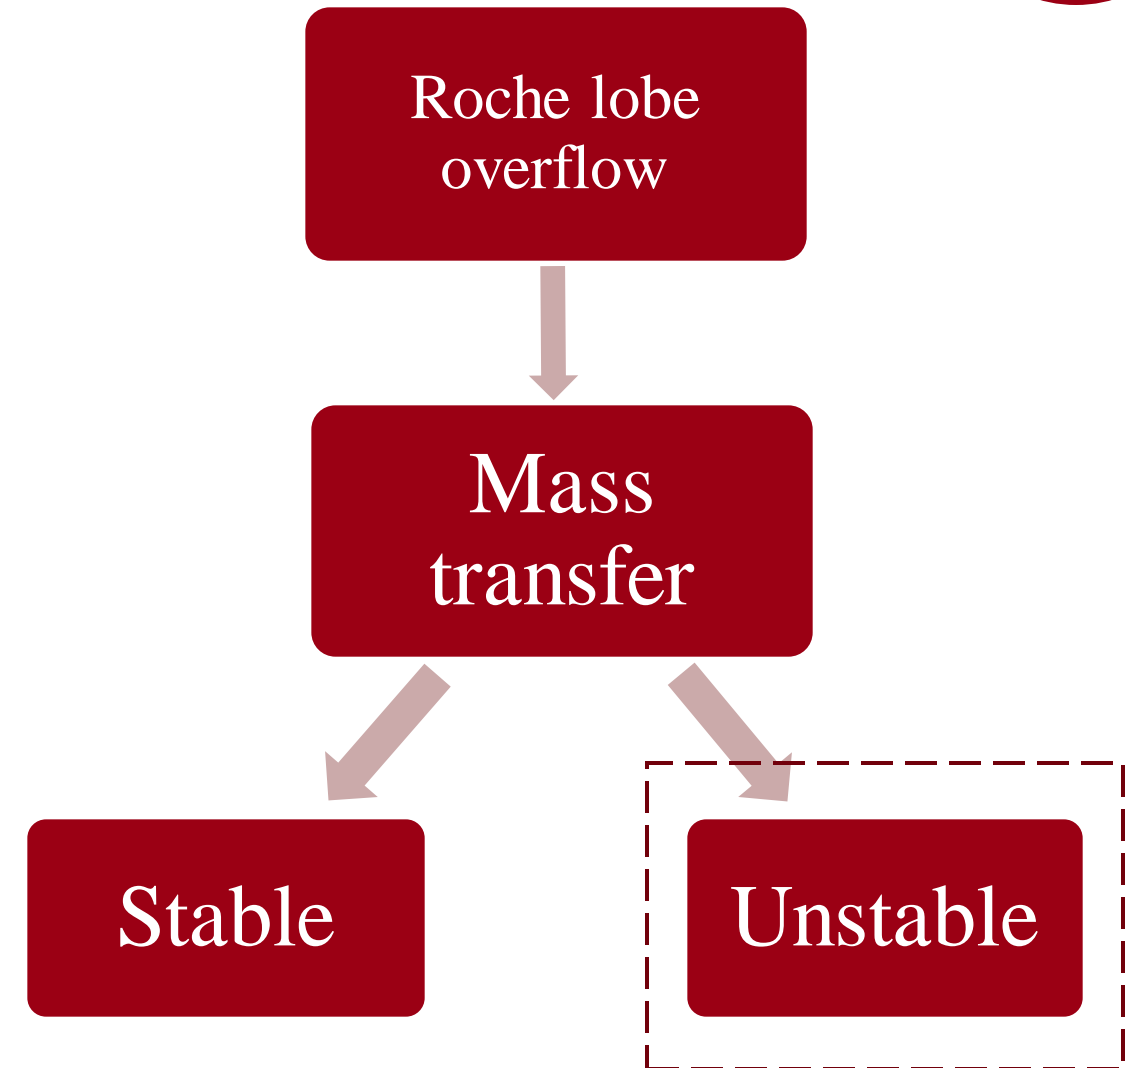 Roche lobe
overflow
Mass
transfer
Stable
Unstable